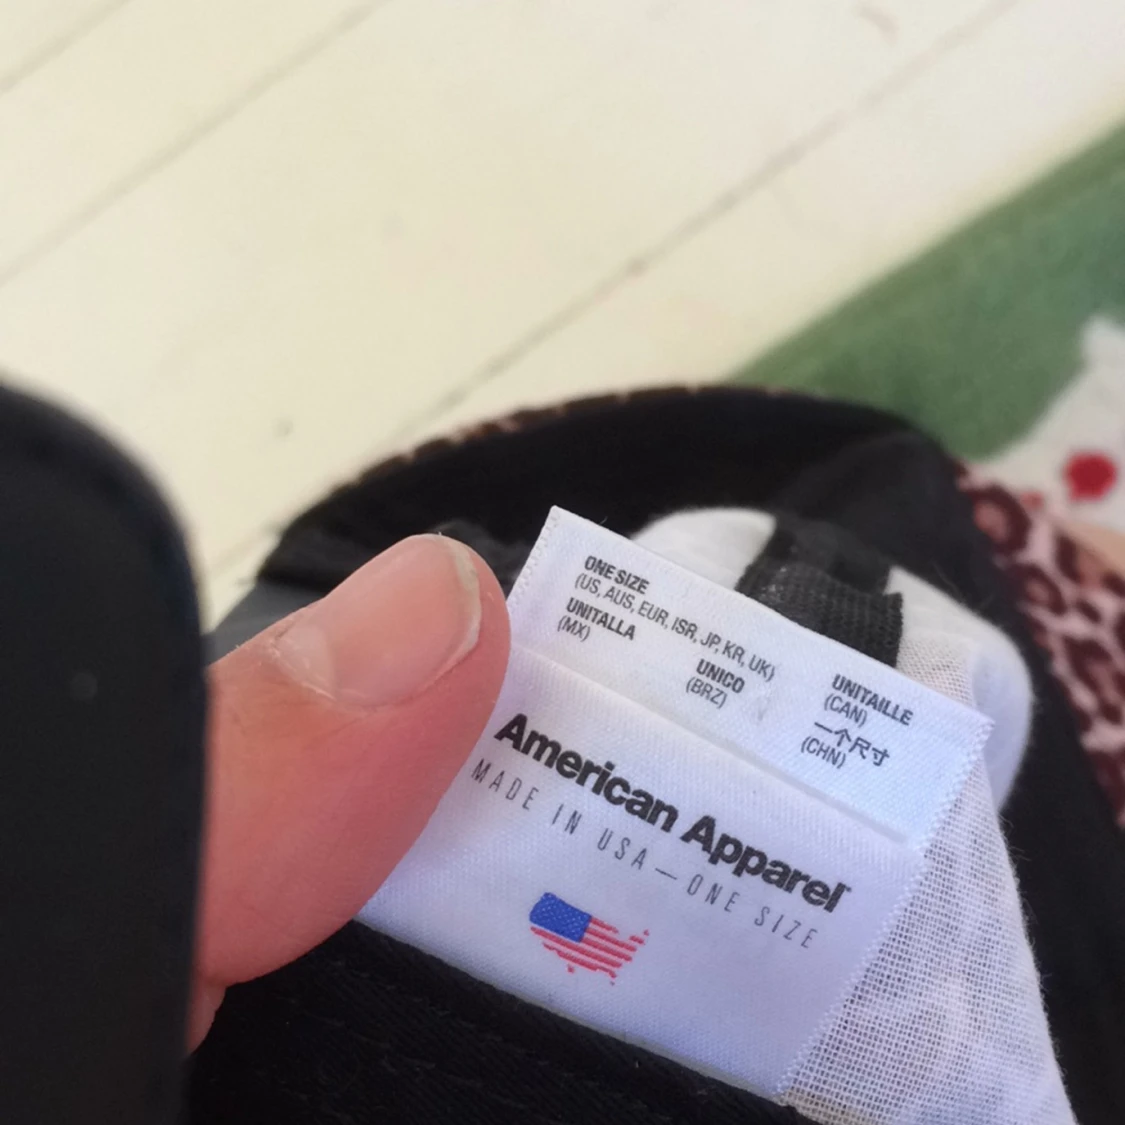 ONE SIZE
(US, AUS, EUR, ISR, JP, KR, UK)
UNITALLA
(MX)
UNICO
(BRZ)
UNITAILLE
(CAN)
一个尺寸
(CHN)
American Apparel™
MADE IN USA—ONE SIZE